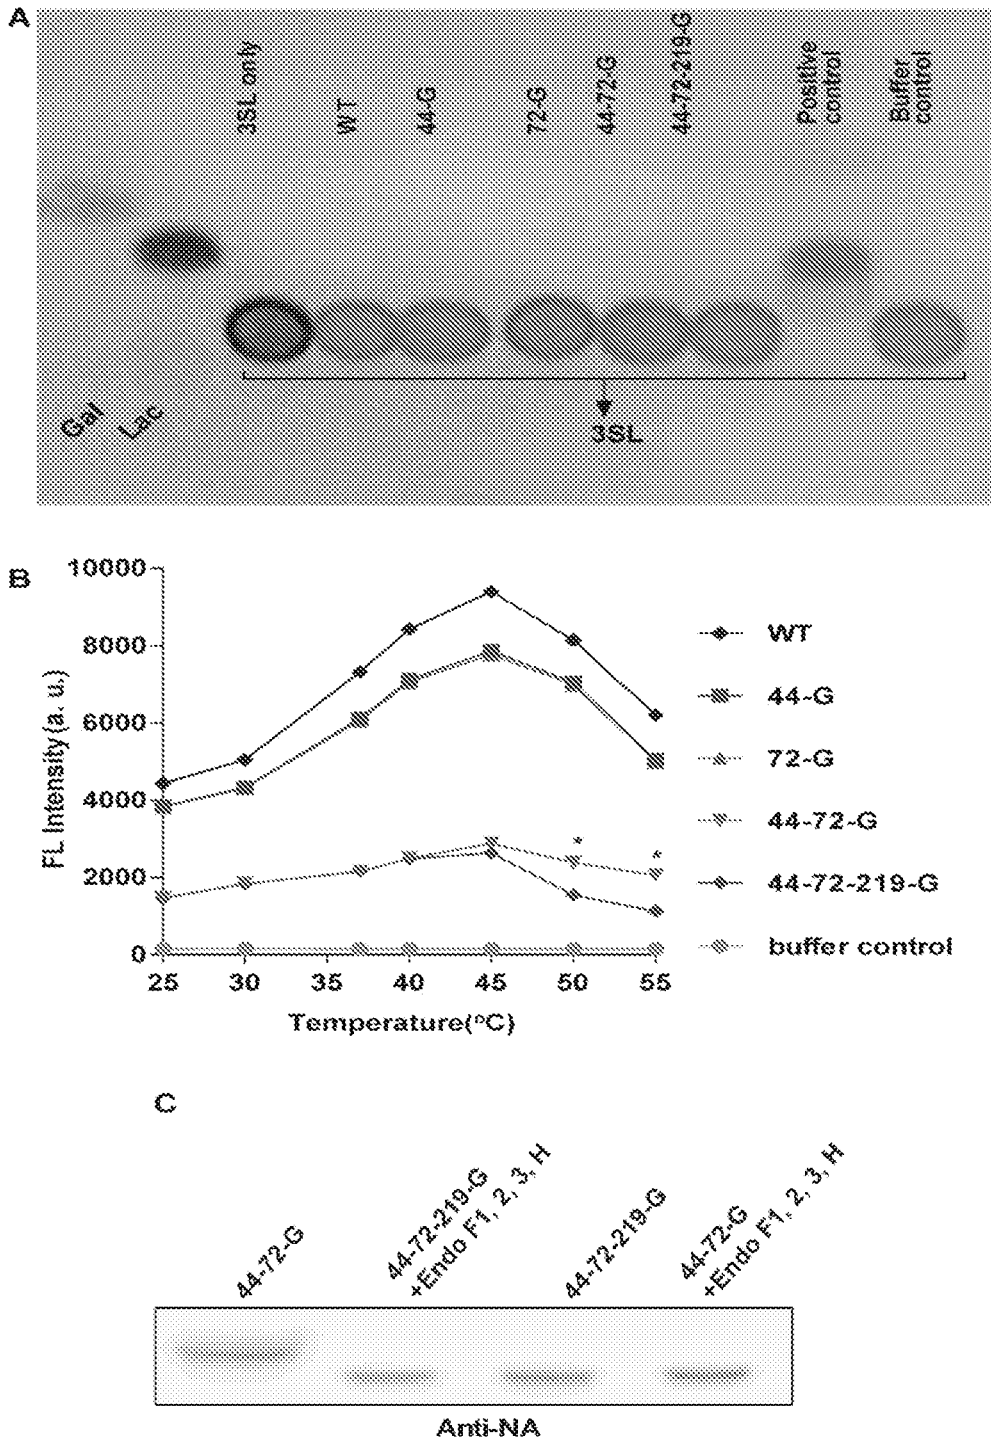 A
3SL only
WT
44-G
72-G
44-72-G
44-72-219-G
Positive
control
Buffer
control
Gal
Lac
3SL
B
10000
8000
6000
4000
2000
0
25
30
35
40
45
50
55
FL Intensity(a. u.)
Temperature(°C)
*
*
WT
44-G
72-G
44-72-G
44-72-219-G
buffer control
C
44-72-G
44-72-219-G
+Endo F1, 2, 3, H
44-72-219-G
44-72-G
+Endo F1, 2, 3, H
Anti-NA